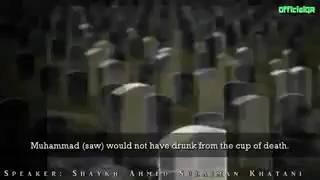 OfficialQR
Muhammad (saw) would not have drunk from the cup of death.
Speaker: Shaykh Ahmed Sulaiman Khatani